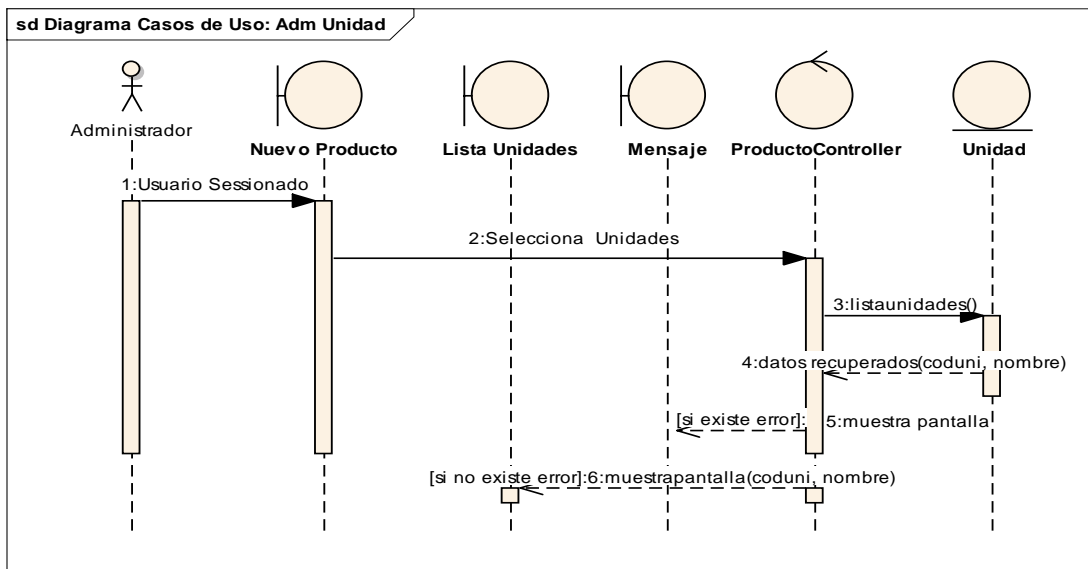 sd Diagrama Casos de Uso: Adm Unidad
Administrador
Nuevo Producto
Lista Unidades
Mensaje
ProductoController
Unidad
1:Usuario Sessionado
2:Selecciona Unidades
3:listaunidades()
4:datos recuperados(coduni, nombre)
[si existe error]: 5:muestra pantalla
[si no existe error]:6:muestrapantalla(coduni, nombre)